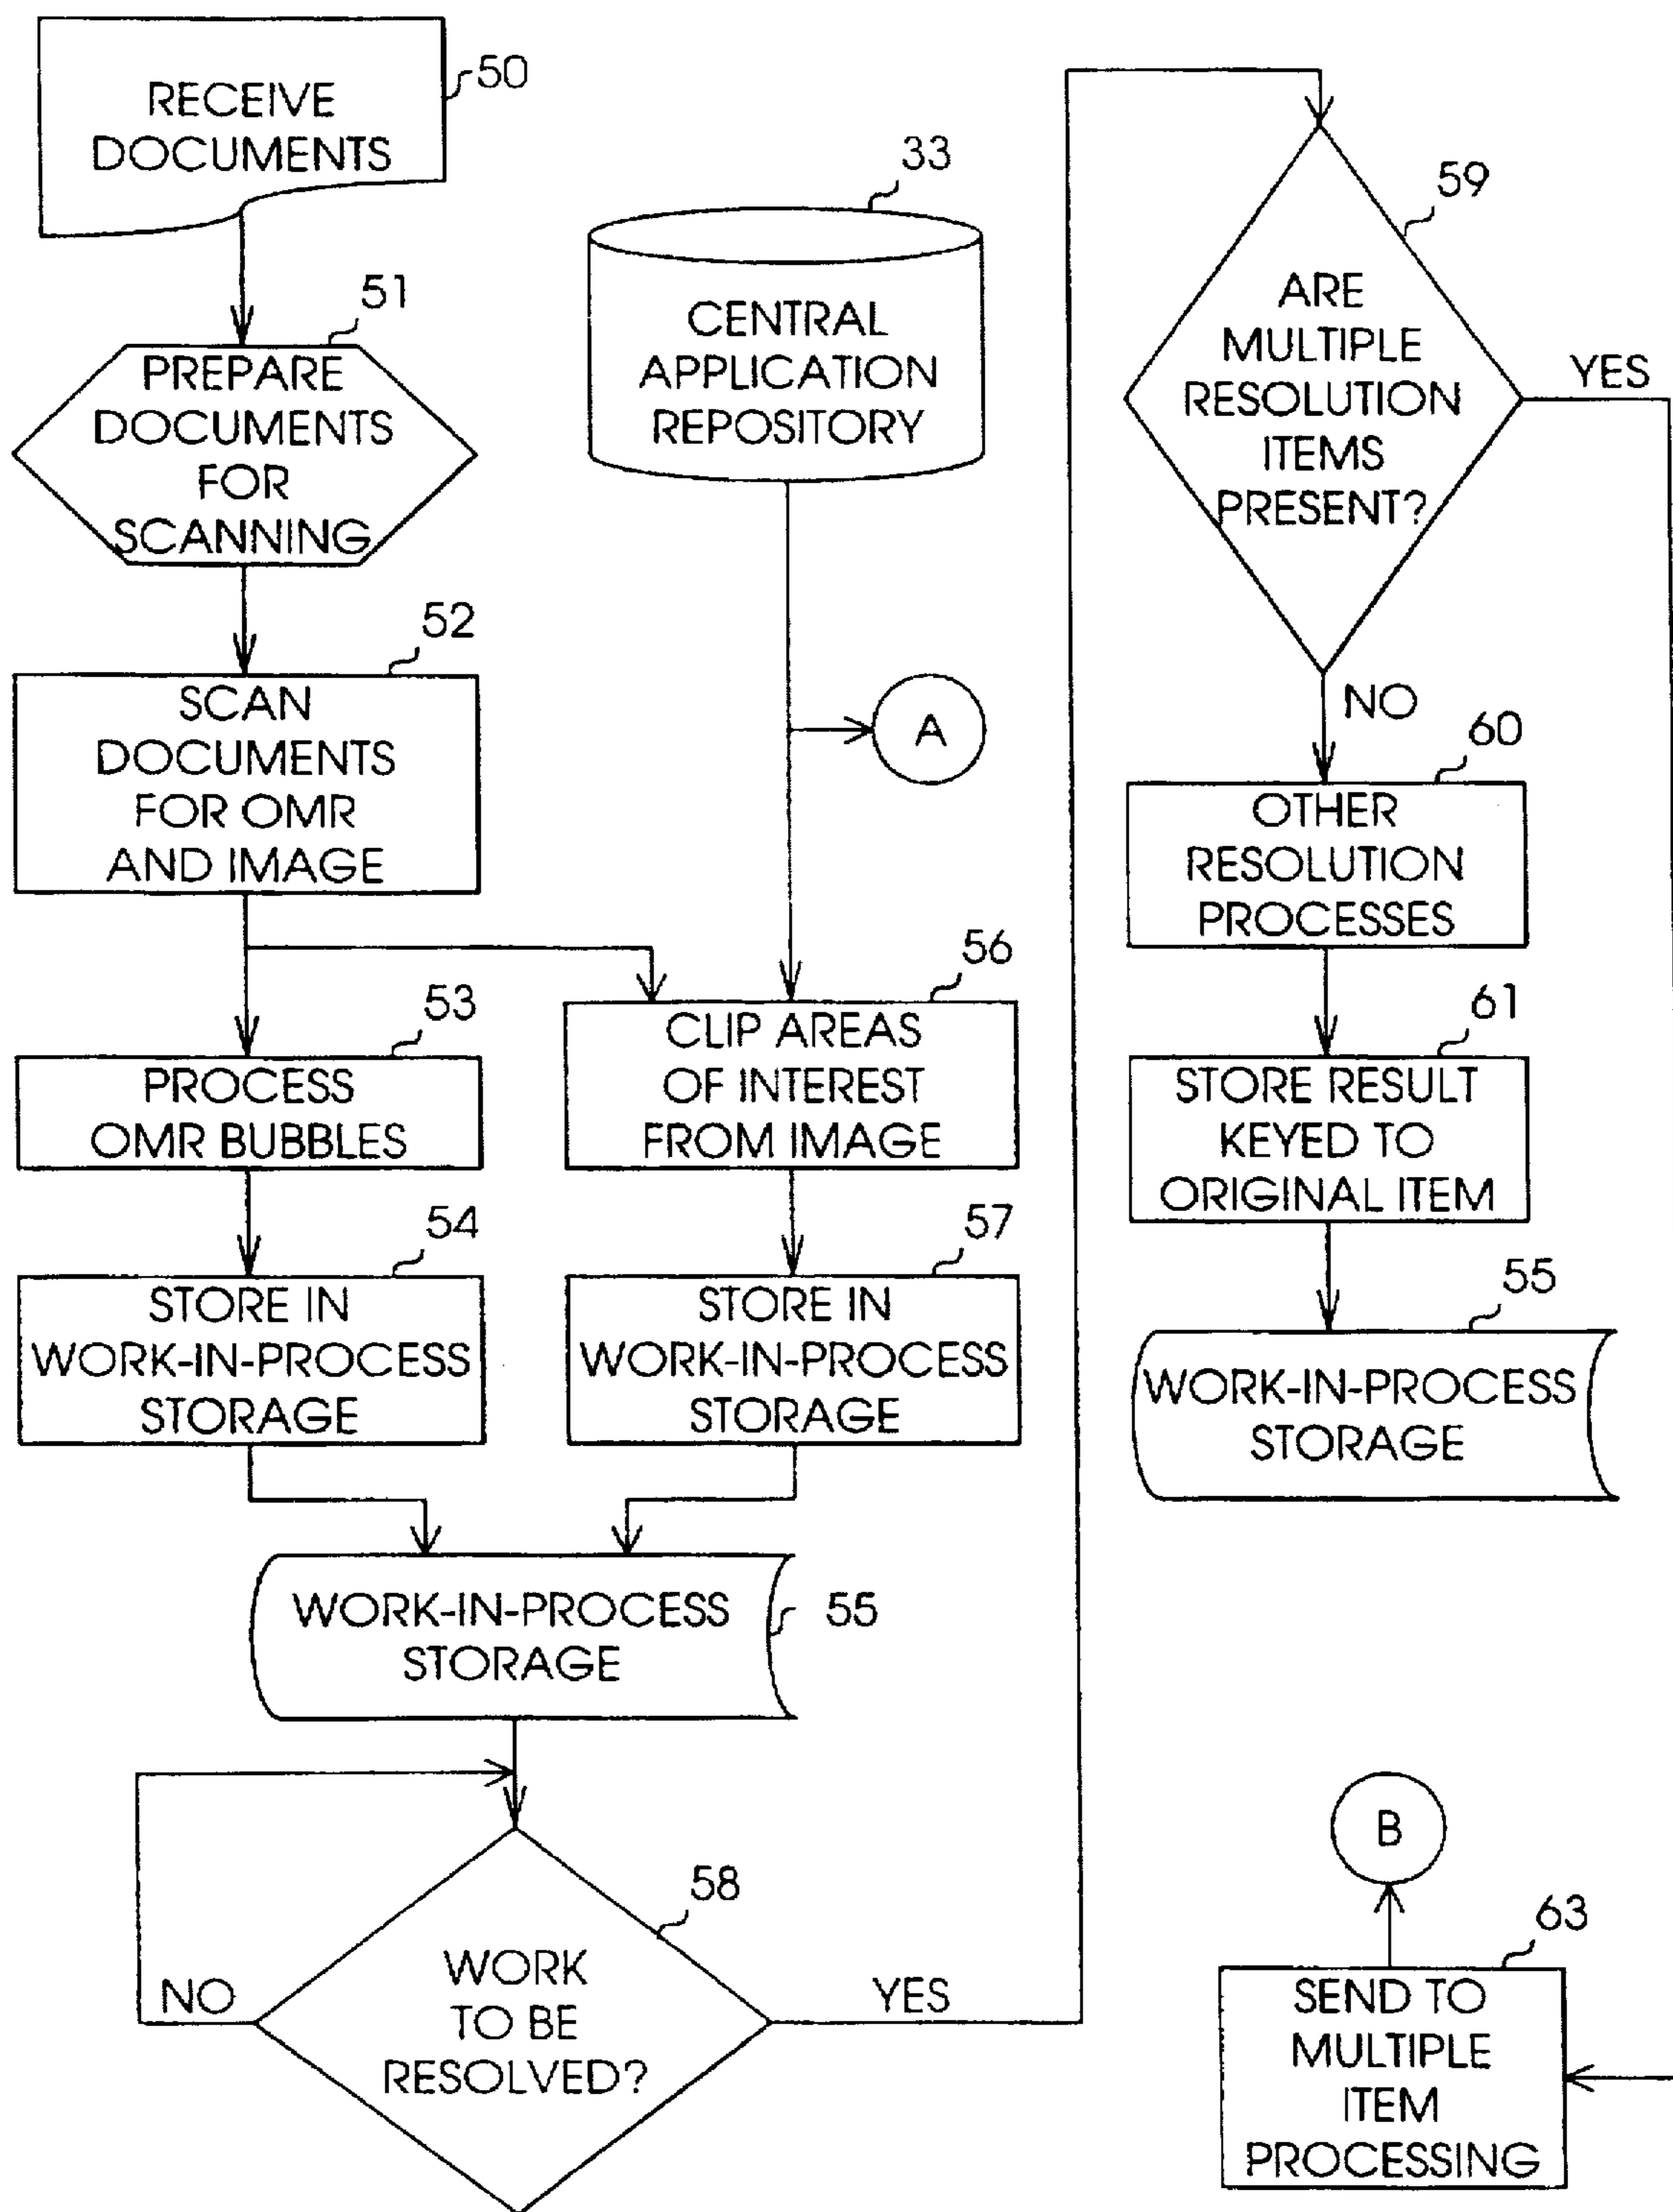 RECEIVE
DOCUMENTS
50
51
PREPARE
DOCUMENTS
FOR
SCANNING
52
SCAN
DOCUMENTS
FOR OMR
AND IMAGE
53
PROCESS
OMR BUBBLES
54
STORE IN
WORK-IN-PROCESS
STORAGE
33
CENTRAL
APPLICATION
REPOSITORY
A
56
CLIP AREAS
OF INTEREST
FROM IMAGE
57
STORE IN
WORK-IN-PROCESS
STORAGE
WORK-IN-PROCESS
STORAGE
55
58
WORK
TO BE
RESOLVED?
NO
YES
59
ARE
MULTIPLE
RESOLUTION
ITEMS
PRESENT?
YES
NO
60
OTHER
RESOLUTION
PROCESSES
61
STORE RESULT
KEYED TO
ORIGINAL ITEM
55
WORK-IN-PROCESS
STORAGE
B
63
SEND TO
MULTIPLE
ITEM
PROCESSING